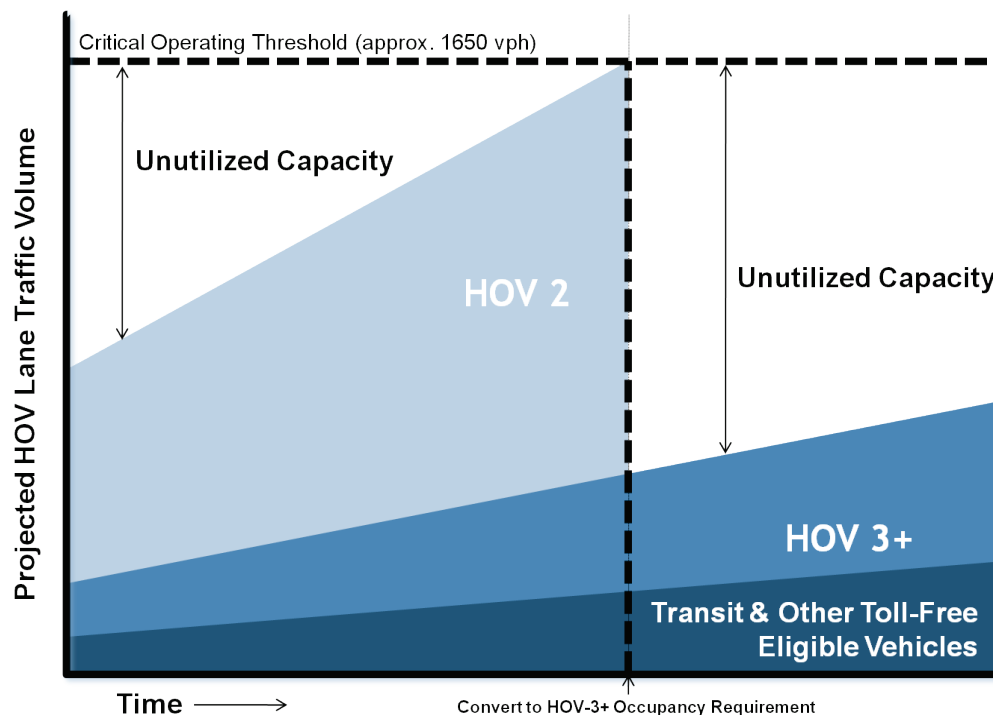 Critical Operating Threshold (approx. 1650 vph)
Unutilized Capacity
HOV 2
Unutilized Capacity
HOV 3+
Transit & Other Toll-Free
Eligible Vehicles
Projected HOV Lane Traffic Volume
Time
Convert to HOV-3+ Occupancy Requirement